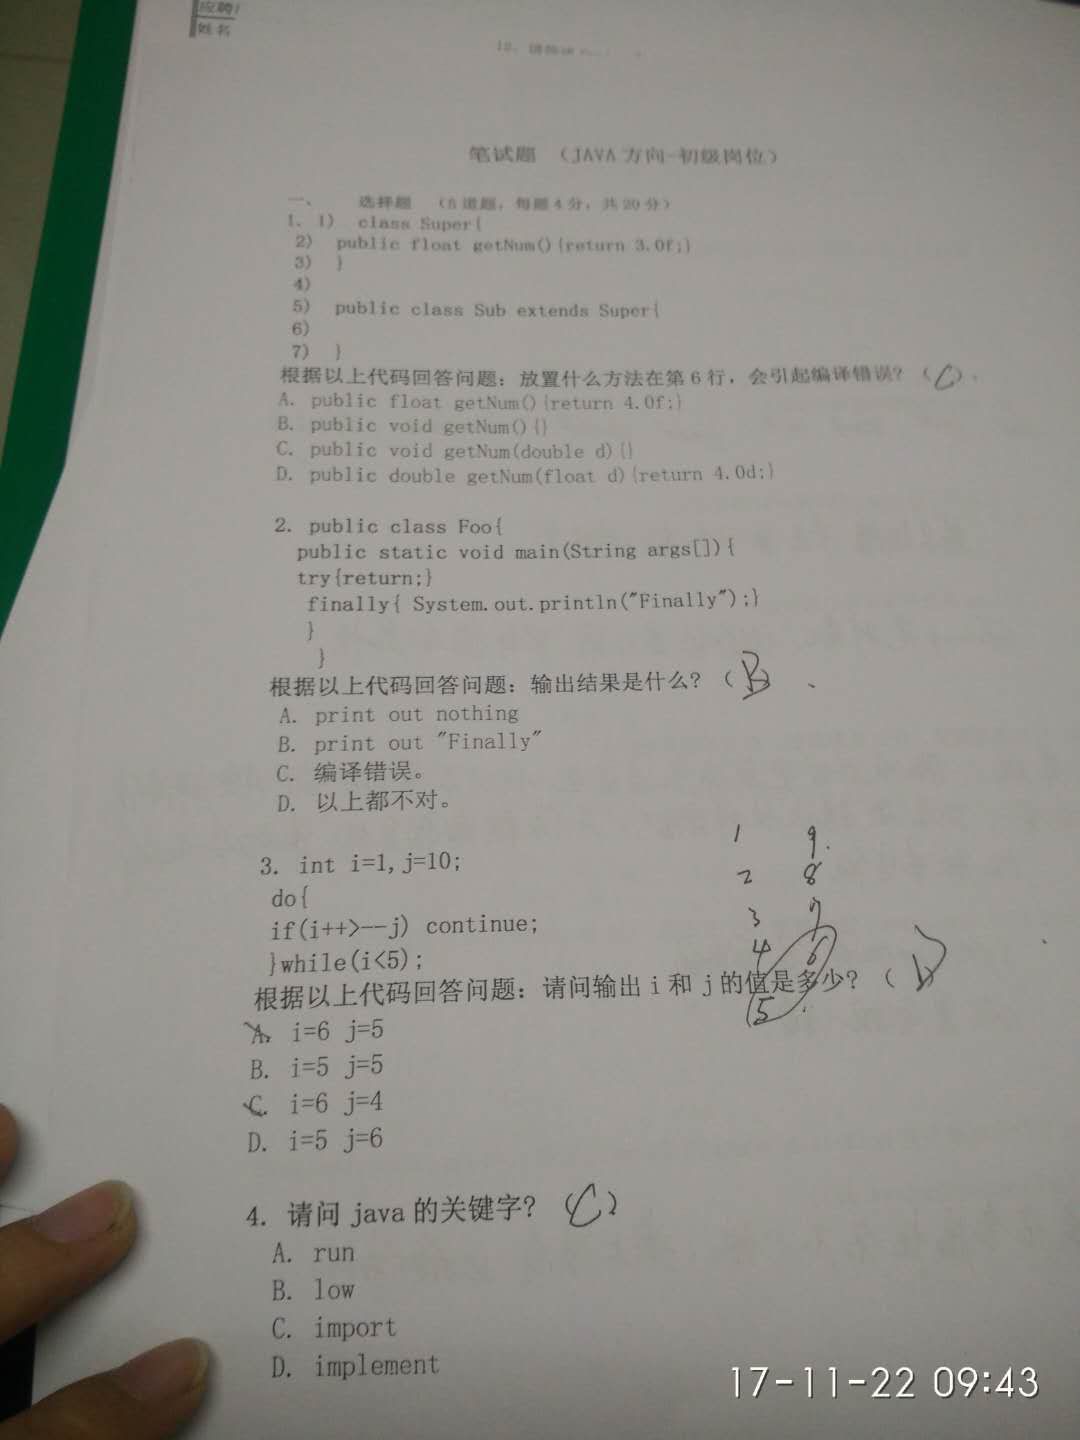 应聘
姓名
笔试题 （JAVA 方向-初级岗位）
一、 选择题 （5 道题，每题 4 分，共 20 分）
1. 1) class Super{
2) public float getNum(){return 3.0f;}
3) }
4)
5) public class Sub extends Super{
6)
7) }
根据以上代码回答问题：放置什么方法在第 6 行，会引起编译错误？（C）.
A. public float getNum(){return 4.0f;}
B. public void getNum(){}
C. public void getNum(double d){}
D. public double getNum(float d){return 4.0d;}
2. public class Foo{
public static void main(String args[]){
try{return;}
finally{ System.out.println("Finally");}
}
}
根据以上代码回答问题：输出结果是什么？（B）、
A. print out nothing
B. print out "Finally"
C. 编译错误。
D. 以上都不对。
1 9.
3. int i=1,j=10;
2 8
do{
3 7
if(i++>--j) continue;
4 6
}while(i<5);
根据以上代码回答问题：请问输出 i 和 j 的值是多少？（D
5
A. i=6 j=5
B. i=5 j=5
C. i=6 j=4
D. i=5 j=6
4. 请问 java 的关键字？（C）
A. run
B. low
C. import
D. implement
17-11-22 09:43